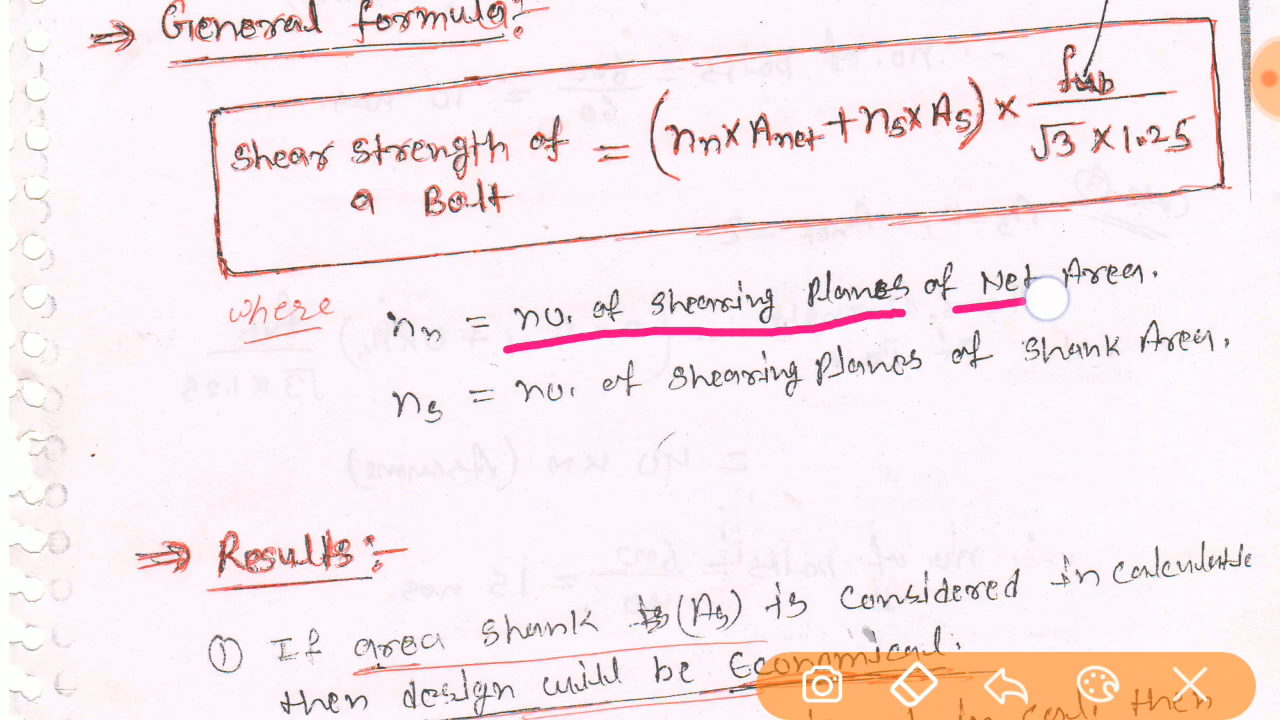 ⇒ General formula:-
Shear strength of a Bolt = (nn × Anet + ns × As) × fub / √3 × 1.25
where nn = no. of shearing planes of Net Area.
ns = no. of shearing planes of shank Area.
⇒ Results:-
① If area shank (As) is considered in calculate
then design will be Economical.
then